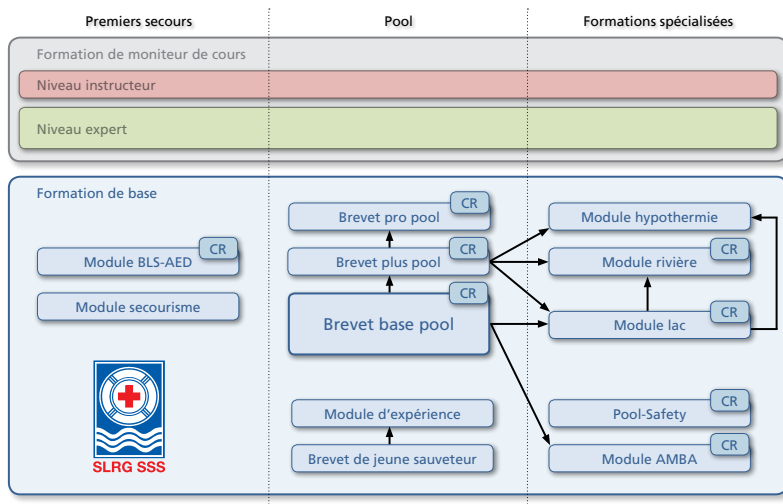 Premiers secours
Pool
Formations spécialisées
Formation de moniteur de cours
Niveau instructeur
Niveau expert
Formation de base
CR
Brevet pro pool
Module hypothermie
CR
Module BLS-AED
CR
Brevet plus pool
CR
Module rivière
Module secourisme
CR
Brevet base pool
CR
Module lac
Module d'expérience
CR
Pool-Safety
Brevet de jeune sauveteur
CR
Module AMBA
SLRG SSS